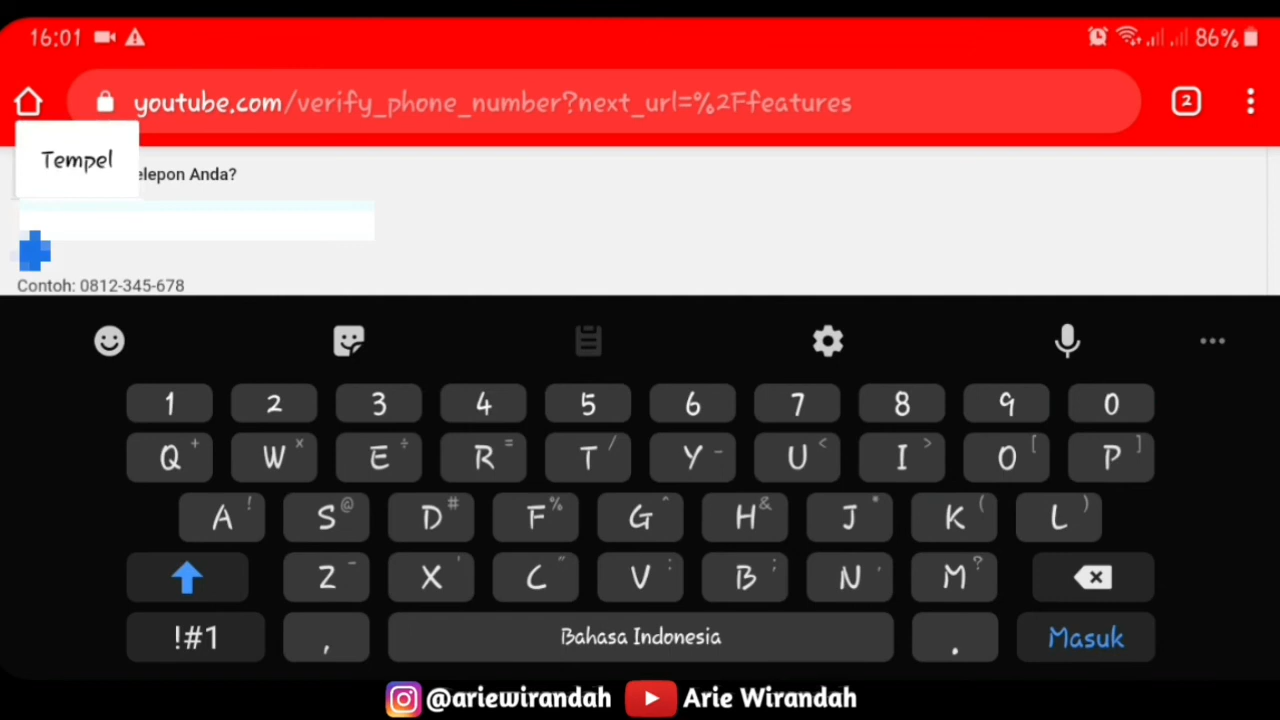 16:01 86%
youtube.com/verify_phone_number?next_url=%2Ffeatures 2
Tempel
elepon Anda?
Contoh: 0812-345-678
1 2 3 4 5 6 7 8 9 0
Q + W × E ÷ R = T / Y - U < I > O [ P ]
A ! S @ D # F % G ^ H & J * K ( L )
Z - X ' C " V : B ; N , M ?
!#1 , Bahasa Indonesia . Masuk
@ariewirandah Arie Wirandah